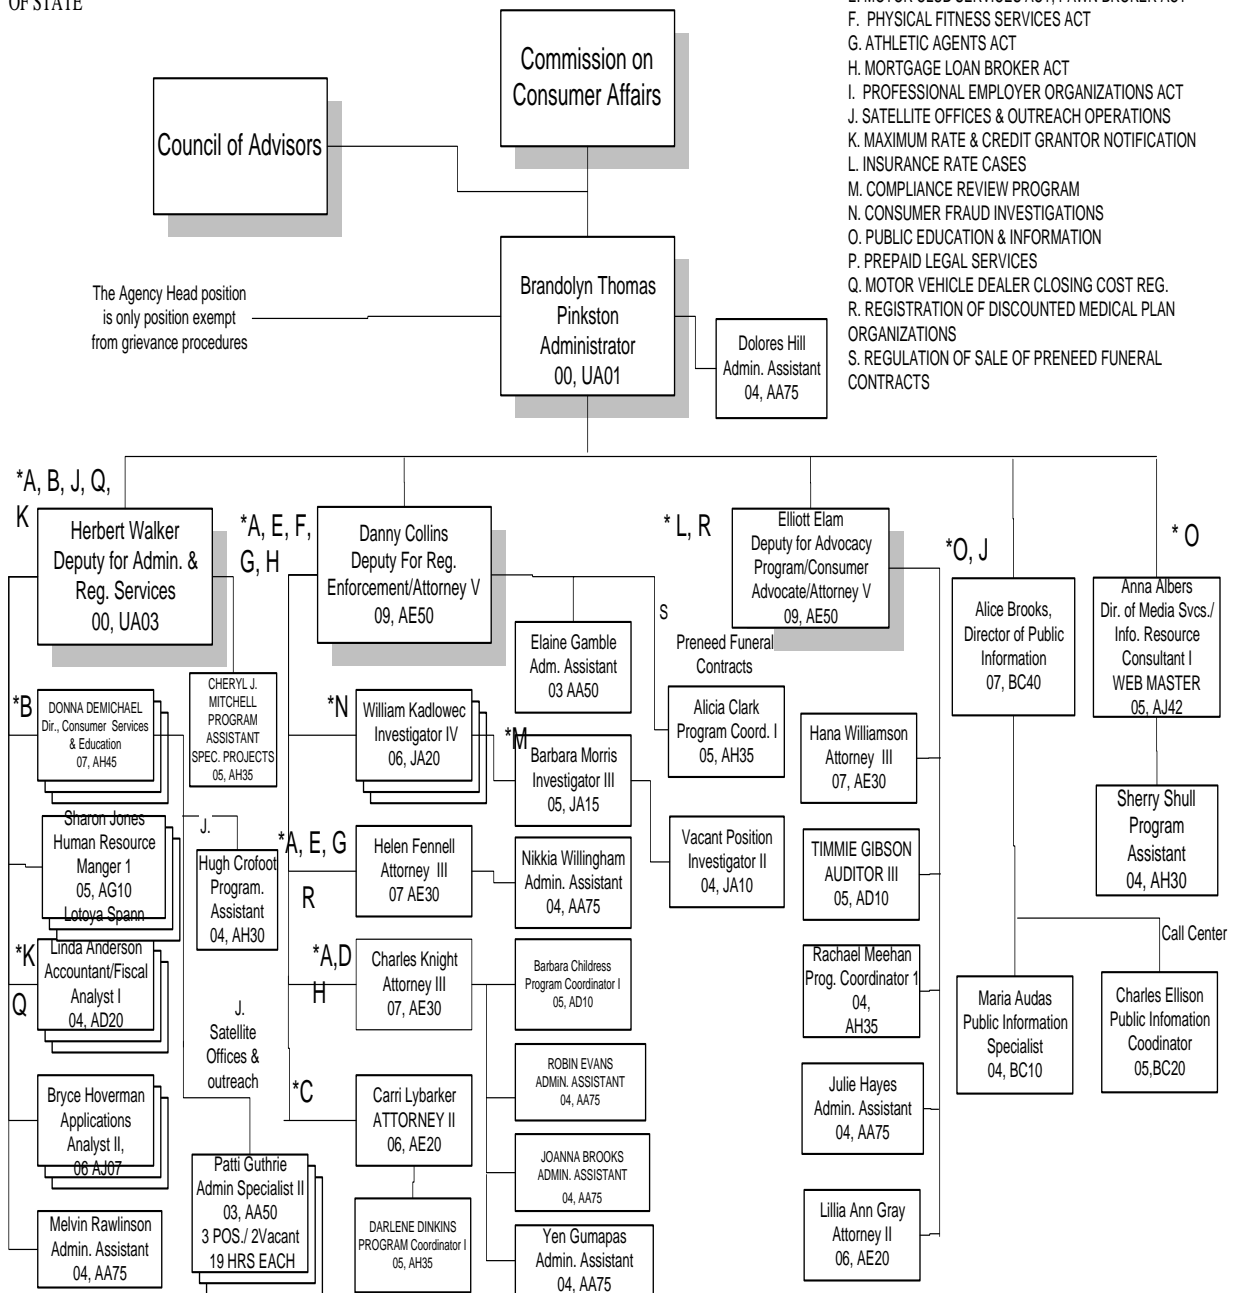 OF STATE
F. PHYSICAL FITNESS SERVICES ACT
G. ATHLETIC AGENTS ACT
H. MORTGAGE LOAN BROKER ACT
I. PROFESSIONAL EMPLOYER ORGANIZATIONS ACT
J. SATELLITE OFFICES & OUTREACH OPERATIONS
K. MAXIMUM RATE & CREDIT GRANTOR NOTIFICATION
L. INSURANCE RATE CASES
M. COMPLIANCE REVIEW PROGRAM
N. CONSUMER FRAUD INVESTIGATIONS
O. PUBLIC EDUCATION & INFORMATION
P. PREPAID LEGAL SERVICES
Q. MOTOR VEHICLE DEALER CLOSING COST REG.
R. REGISTRATION OF DISCOUNTED MEDICAL PLAN
ORGANIZATIONS
S. REGULATION OF SALE OF PRENEED FUNERAL
CONTRACTS
Commission on
Consumer Affairs
Council of Advisors
The Agency Head position
is only position exempt
from grievance procedures
Brandolyn Thomas
Pinkston
Administrator
00, UA01
Dolores Hill
Admin. Assistant
04, AA75
*A, B, J, Q,
K
Herbert Walker
Deputy for Admin. &
Reg. Services
00, UA03
*A, E, F,
G, H
Danny Collins
Deputy For Reg.
Enforcement/Attorney V
09, AE50
* L, R
Elliott Elam
Deputy for Advocacy
Program/Consumer
Advocate/Attorney V
09, AE50
*O, J
Alice Brooks,
Director of Public
Information
07, BC40
* O
Anna Albers
Dir. of Media Svcs./
Info. Resource
Consultant I
WEB MASTER
05, AJ42
Elaine Gamble
Adm. Assistant
03 AA50
S
Preneed Funeral
Contracts
Alicia Clark
Program Coord. I
05, AH35
*B
DONNA DEMICHAEL
Dir., Consumer Services
& Education
07, AH45
CHERYL J.
MITCHELL
PROGRAM
ASSISTANT
SPEC. PROJECTS
05, AH35
*N
William Kadlowec
Investigator IV
06, JA20
*M
Barbara Morris
Investigator III
05, JA15
Vacant Position
Investigator II
04, JA10
Hana Williamson
Attorney III
07, AE30
Sherry Shull
Program
Assistant
04, AH30
Sharon Jones
Human Resource
Manger 1
05, AG10
Lotoya Spann
J.
Hugh Crofoot
Program.
Assistant
04, AH30
*A, E, G
R
Helen Fennell
Attorney III
07 AE30
Nikkia Willingham
Admin. Assistant
04, AA75
TIMMIE GIBSON
AUDITOR III
05, AD10
Call Center
*K
Q
Linda Anderson
Accountant/Fiscal
Analyst I
04, AD20
J.
Satellite
Offices &
outreach
*A,D
H
Charles Knight
Attorney III
07, AE30
Barbara Childress
Program Coordinator I
05, AD10
Rachael Meehan
Prog. Coordinator 1
04,
AH35
Maria Audas
Public Information
Specialist
04, BC10
Charles Ellison
Public Infomation
Coodinator
05,BC20
Bryce Hoverman
Applications
Analyst II,
06 AJ07
*C
Carri Lybarker
ATTORNEY II
06, AE20
ROBIN EVANS
ADMiN. ASSISTANT
04, AA75
Julie Hayes
Admin. Assistant
04, AA75
Patti Guthrie
Admin Specialist II
03, AA50
3 POS./ 2Vacant
19 HRS EACH
JOANNA BROOKS
ADMIN. ASSISTANT
04, AA75
Melvin Rawlinson
Admin. Assistant
04, AA75
DARLENE DINKINS
PROGRAM Coordinator I
05, AH35
Yen Gumapas
Admin. Assistant
04, AA75
Lillia Ann Gray
Attorney II
06, AE20